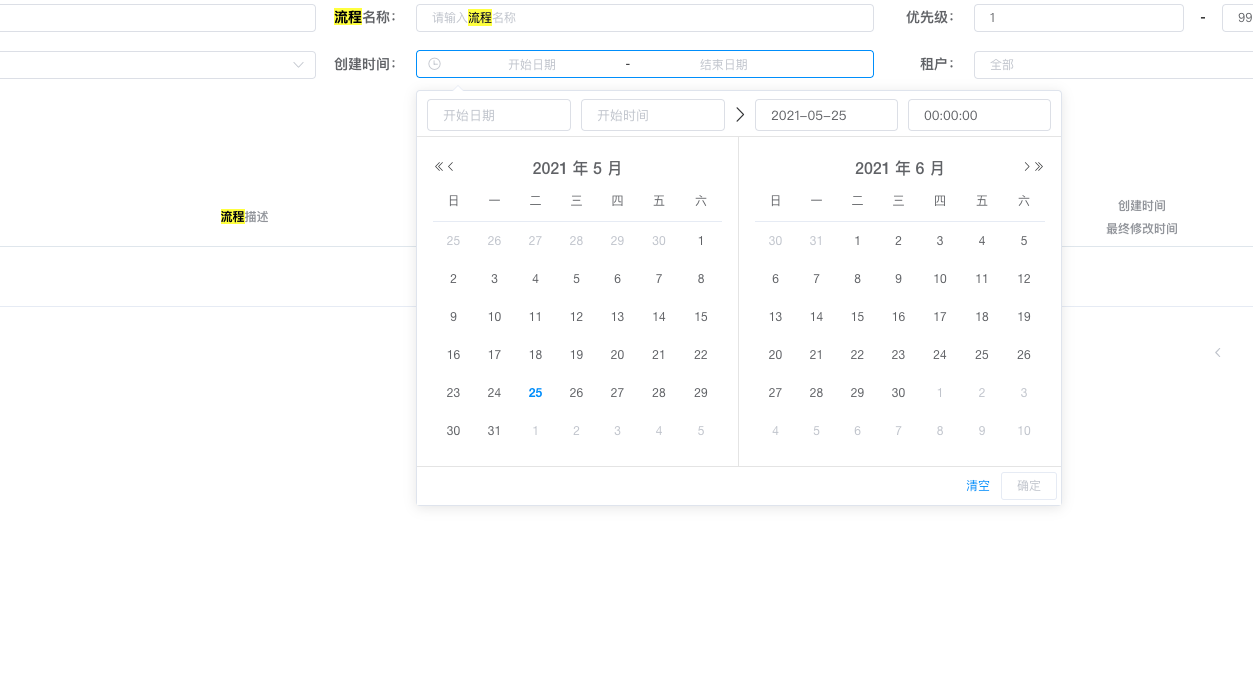 流程名称: 请输入流程名称 优先级: 1 - 99
创建时间: 开始日期 - 结束日期 租户: 全部
开始日期 开始时间 2021-05-25 00:00:00
2021 年 5 月 2021 年 6 月
日 一 二 三 四 五 六 日 一 二 三 四 五 六
流程描述 创建时间
最终修改时间
25 26 27 28 29 30 1 30 31 1 2 3 4 5
2 3 4 5 6 7 8 6 7 8 9 10 11 12
9 10 11 12 13 14 15 13 14 15 16 17 18 19
16 17 18 19 20 21 22 20 21 22 23 24 25 26
23 24 25 26 27 28 29 27 28 29 30 1 2 3
30 31 1 2 3 4 5 4 5 6 7 8 9 10
清空 确定